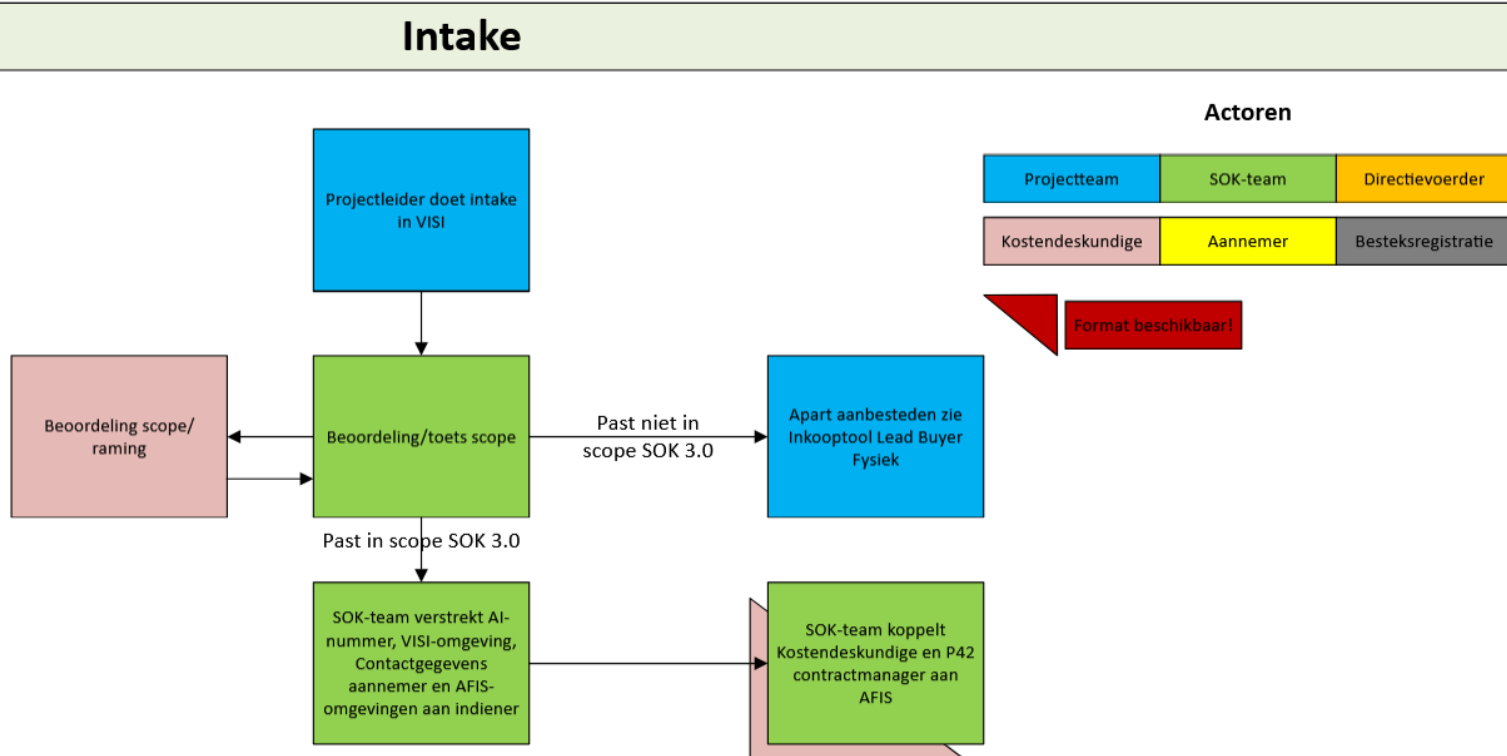 Intake
Actoren
Projectteam
SOK-team
Directievoerder
Kostendeskundige
Aannemer
Besteksregistratie
Format beschikbaar!
Projectleider doet intake
in VISI
Beoordeling scope/
raming
Beoordeling/toets scope
Past niet in
scope SOK 3.0
Apart aanbesteden zie
Inkooptool Lead Buyer
Fysiek
Past in scope SOK 3.0
SOK-team verstrekt AI-
nummer, VISI-omgeving,
Contactgegevens
aannemer en AFIS-
omgevingen aan indiener
SOK-team koppelt
Kostendeskundige en P42
contractmanager aan
AFIS